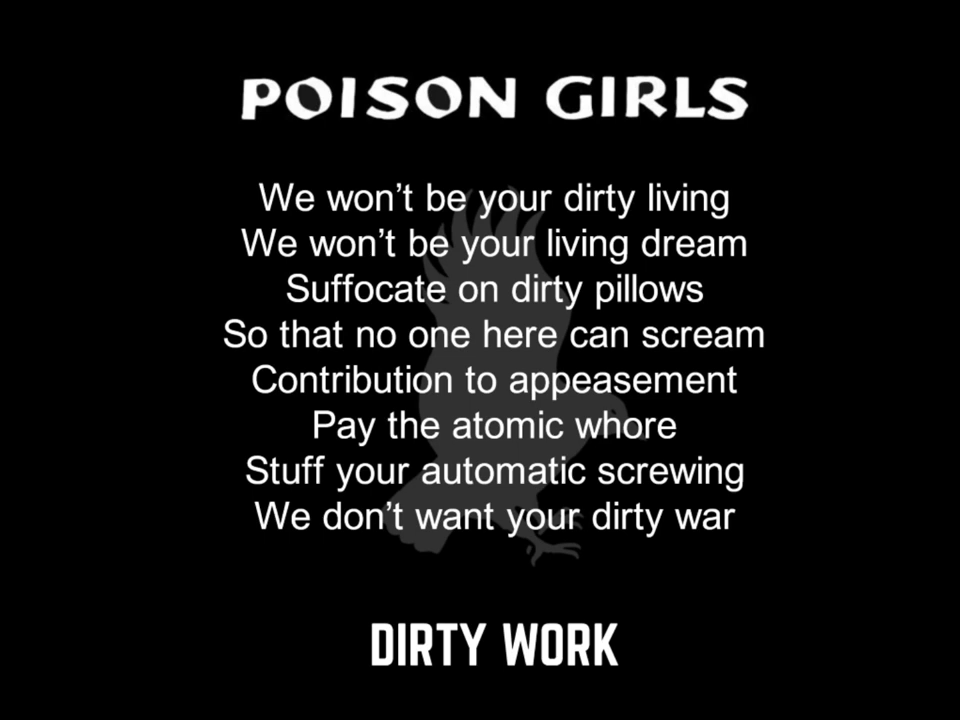 POISON GIRLS
We won’t be your dirty living
We won’t be your living dream
Suffocate on dirty pillows
So that no one here can scream
Contribution to appeasement
Pay the atomic whore
Stuff your automatic screwing
We don’t want your dirty war
DIRTY WORK